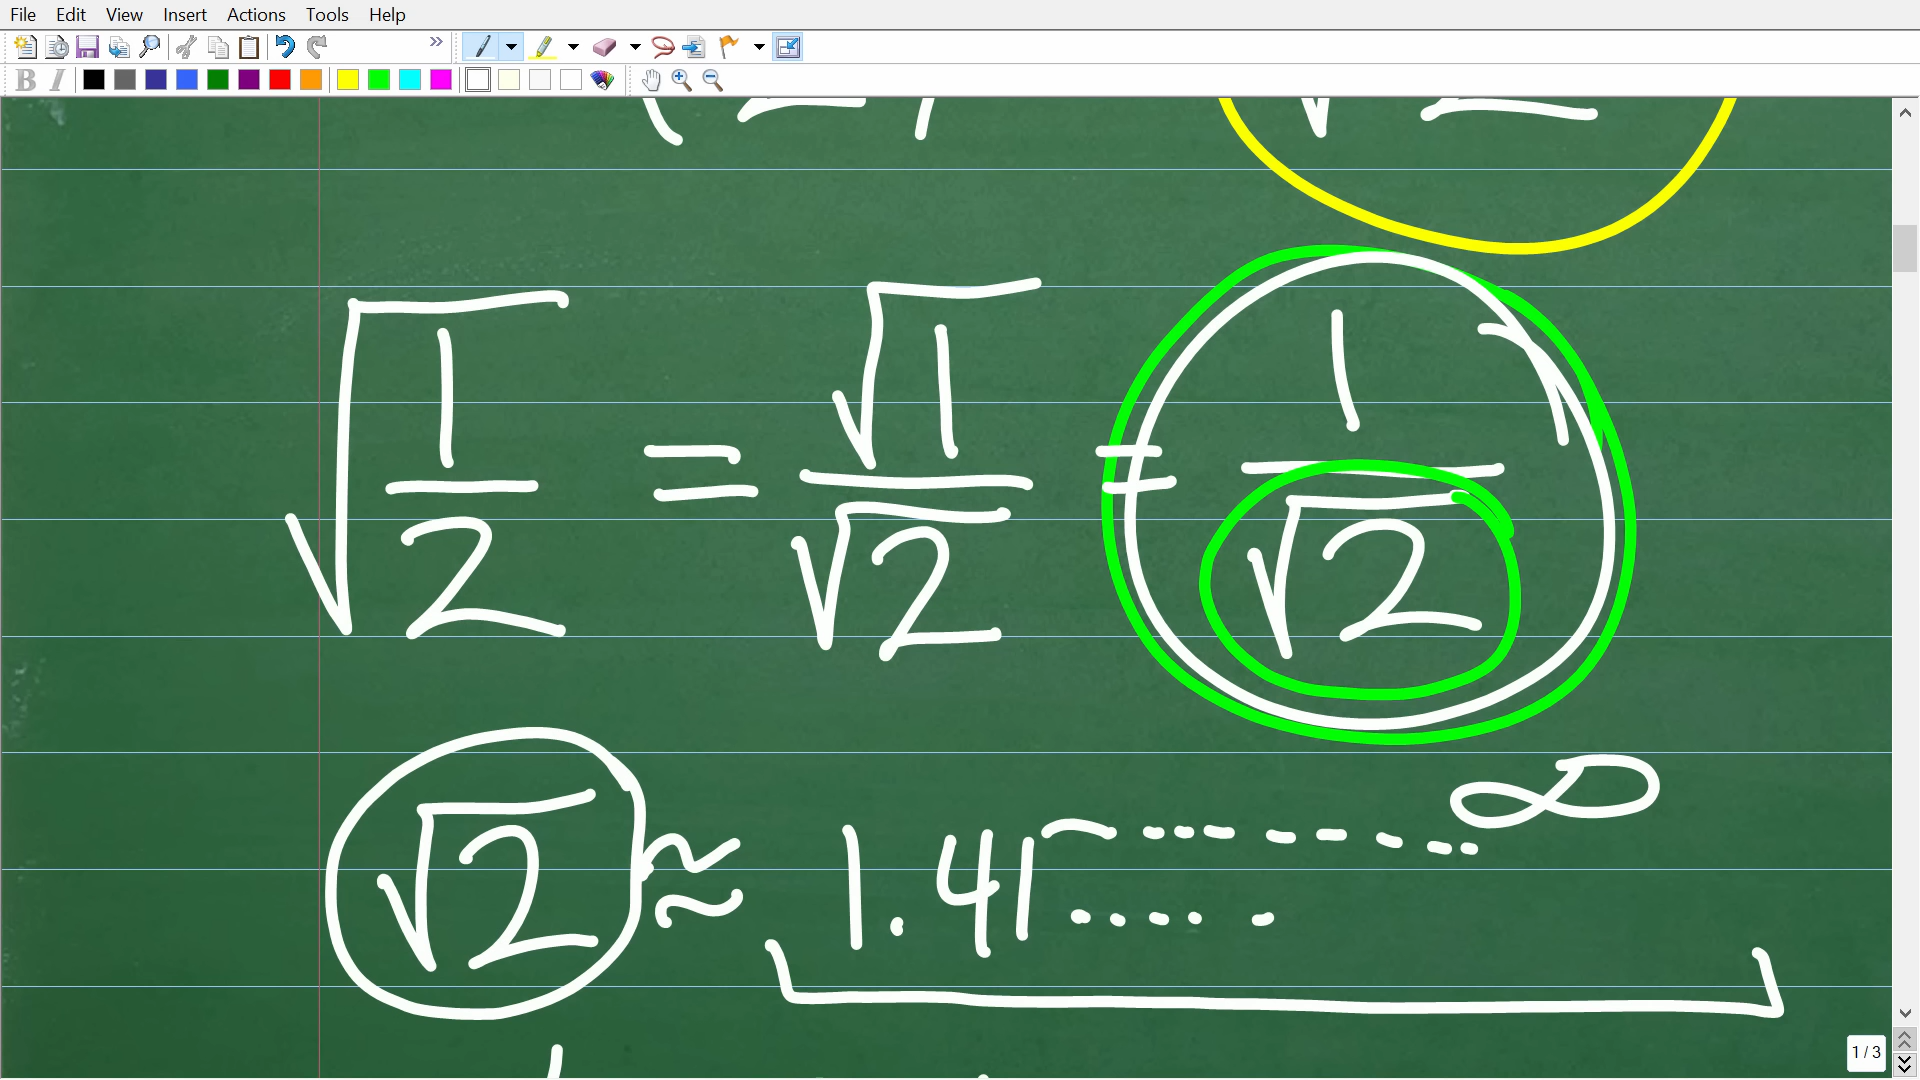 File Edit View Insert Actions Tools Help
B I
√(1/2) = √1/√2 = 1/√2
∞
√2 ≈ 1.41 .....
1 / 3